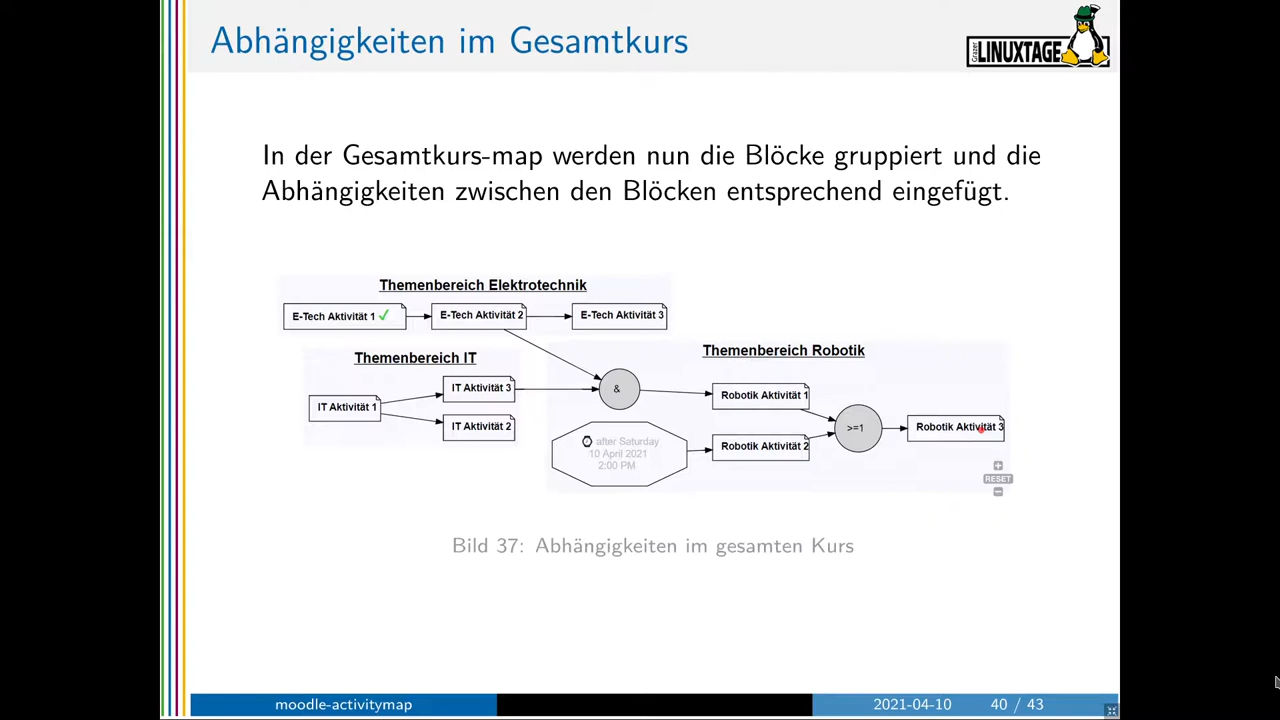 Abhängigkeiten im Gesamtkurs
Grazer
LINUXTAGE
In der Gesamtkurs-map werden nun die Blöcke gruppiert und die
Abhängigkeiten zwischen den Blöcken entsprechend eingefügt.
Themenbereich Elektrotechnik
E-Tech Aktivität 1 ✓
E-Tech Aktivität 2
E-Tech Aktivität 3
Themenbereich IT
IT Aktivität 1
IT Aktivität 3
IT Aktivität 2
Themenbereich Robotik
&
after Saturday
10 April 2021
2:00 PM
Robotik Aktivität 1
Robotik Aktivität 2
>=1
Robotik Aktivität 3
RESET
Bild 37: Abhängigkeiten im gesamten Kurs
moodle-activitymap
2021-04-10
40 / 43